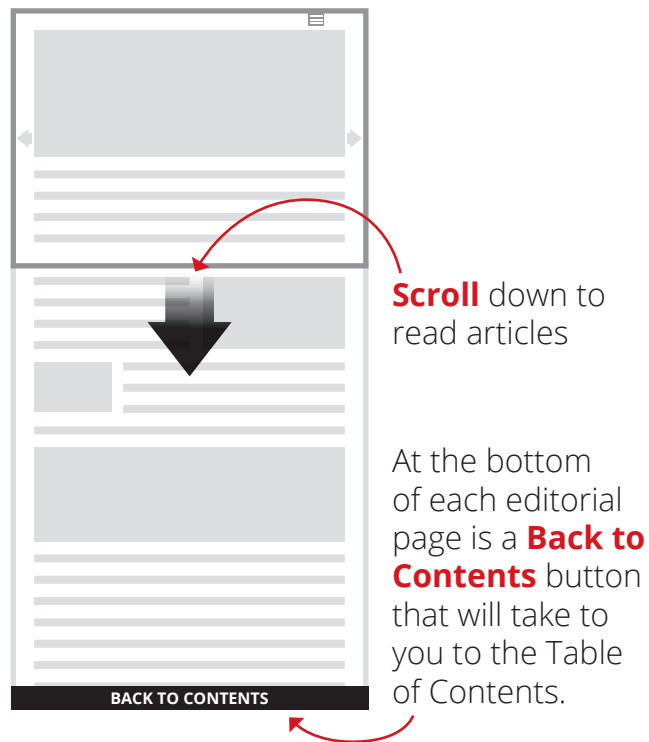 Scroll down to
read articles
At the bottom
of each editorial
page is a Back to
Contents button
that will take to
you to the Table
of Contents.
BACK TO CONTENTS